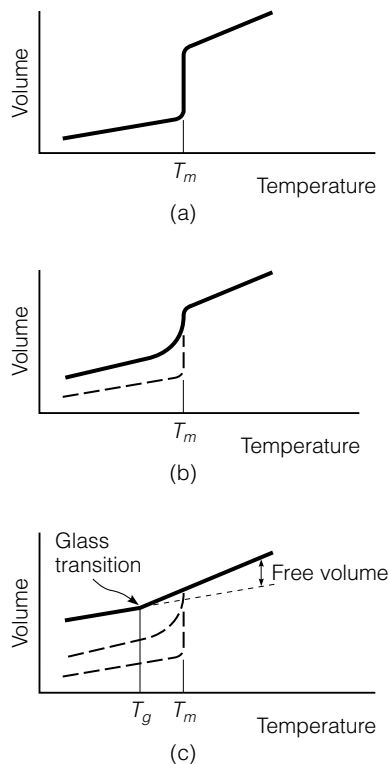 Volume
T_m
Temperature
(a)
Volume
T_m
Temperature
(b)
Glass
transition
Free volume
Volume
T_g T_m
Temperature
(c)